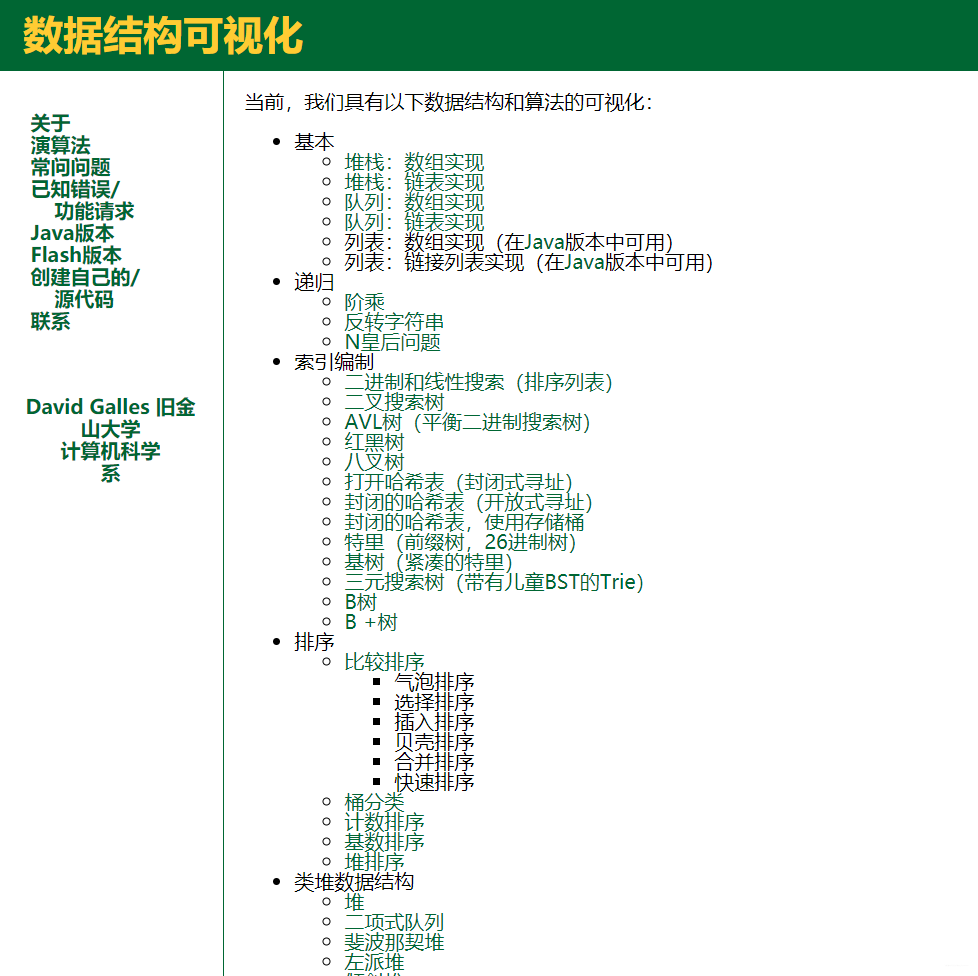 数据结构可视化
关于
演算法
常问问题
已知错误/
功能请求
Java版本
Flash版本
创建自己的/
源代码
联系
David Galles 旧金
山大学
计算机科学
系
当前，我们具有以下数据结构和算法的可视化：
基本
堆栈：数组实现
堆栈：链表实现
队列：数组实现
队列：链表实现
列表：数组实现（在Java版本中可用）
列表：链接列表实现（在Java版本中可用）
递归
阶乘
反转字符串
N皇后问题
索引编制
二进制和线性搜索（排序列表）
二叉搜索树
AVL树（平衡二进制搜索树）
红黑树
八叉树
打开哈希表（封闭式寻址）
封闭的哈希表（开放式寻址）
封闭的哈希表，使用存储桶
特里（前缀树，26进制树）
基树（紧凑的特里）
三元搜索树（带有儿童BST的Trie）
B树
B +树
排序
比较排序
气泡排序
选择排序
插入排序
贝壳排序
合并排序
快速排序
桶分类
计数排序
基数排序
堆排序
类堆数据结构
堆
二项式队列
斐波那契堆
左派堆